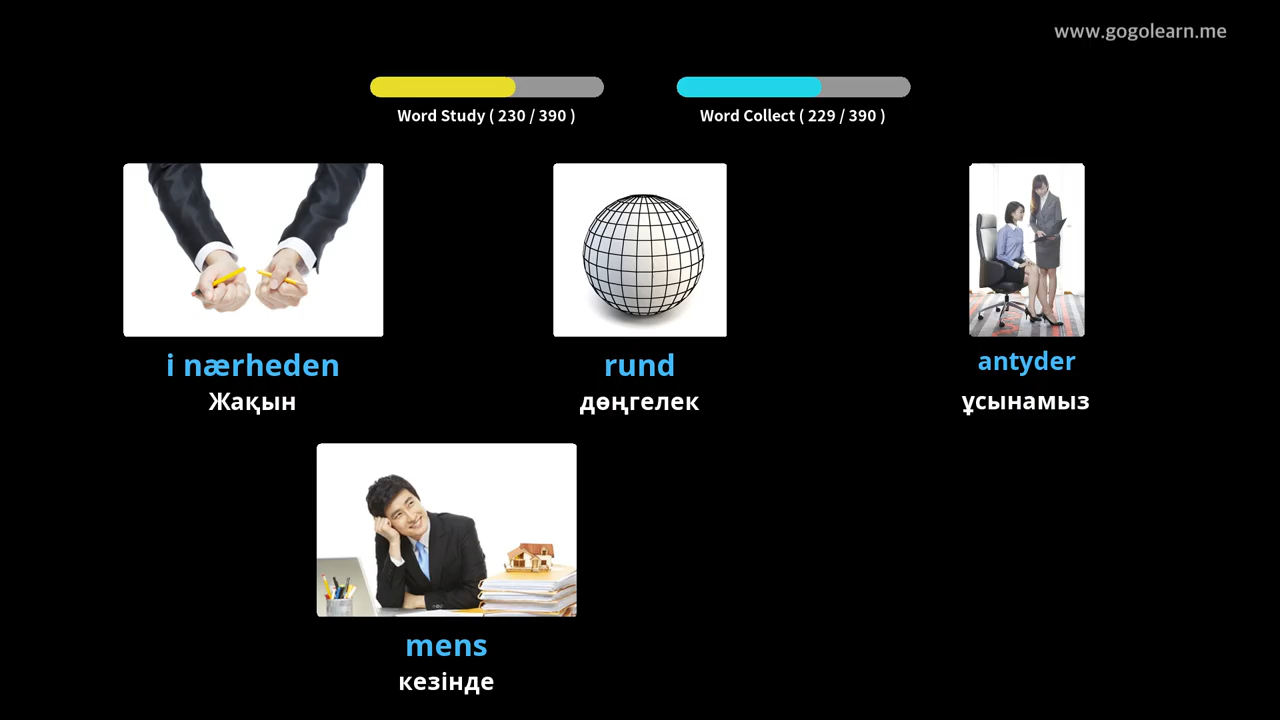 www.gogolearn.me
Word Study ( 230 / 390 )
Word Collect ( 229 / 390 )
i nærheden
Жақын
rund
дөңгелек
antyder
ұсынамыз
mens
кезінде